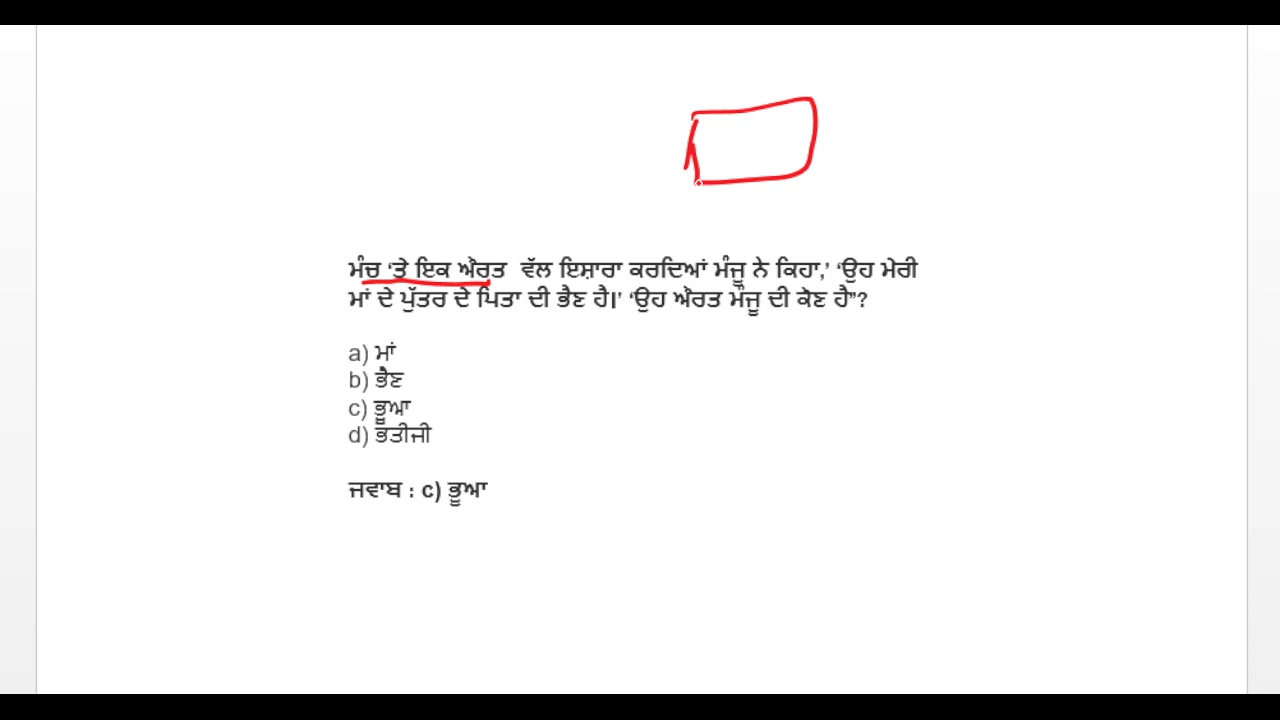 ਮੰਚ 'ਤੇ ਇਕ ਔਰਤ ਵੱਲ ਇਸ਼ਾਰਾ ਕਰਦਿਆਂ ਮੰਜੂ ਨੇ ਕਿਹਾ,’ ‘ਉਹ ਮੇਰੀ
ਮਾਂ ਦੇ ਪੁੱਤਰ ਦੇ ਪਿਤਾ ਦੀ ਭੈਣ ਹੈ।’ ‘ਉਹ ਔਰਤ ਮੰਜੂ ਦੀ ਕੌਣ ਹੈ”?
a) ਮਾਂ
b) ਭੈਣ
c) ਭੂਆ
d) ਭਤੀਜੀ
ਜਵਾਬ : c) ਭੂਆ